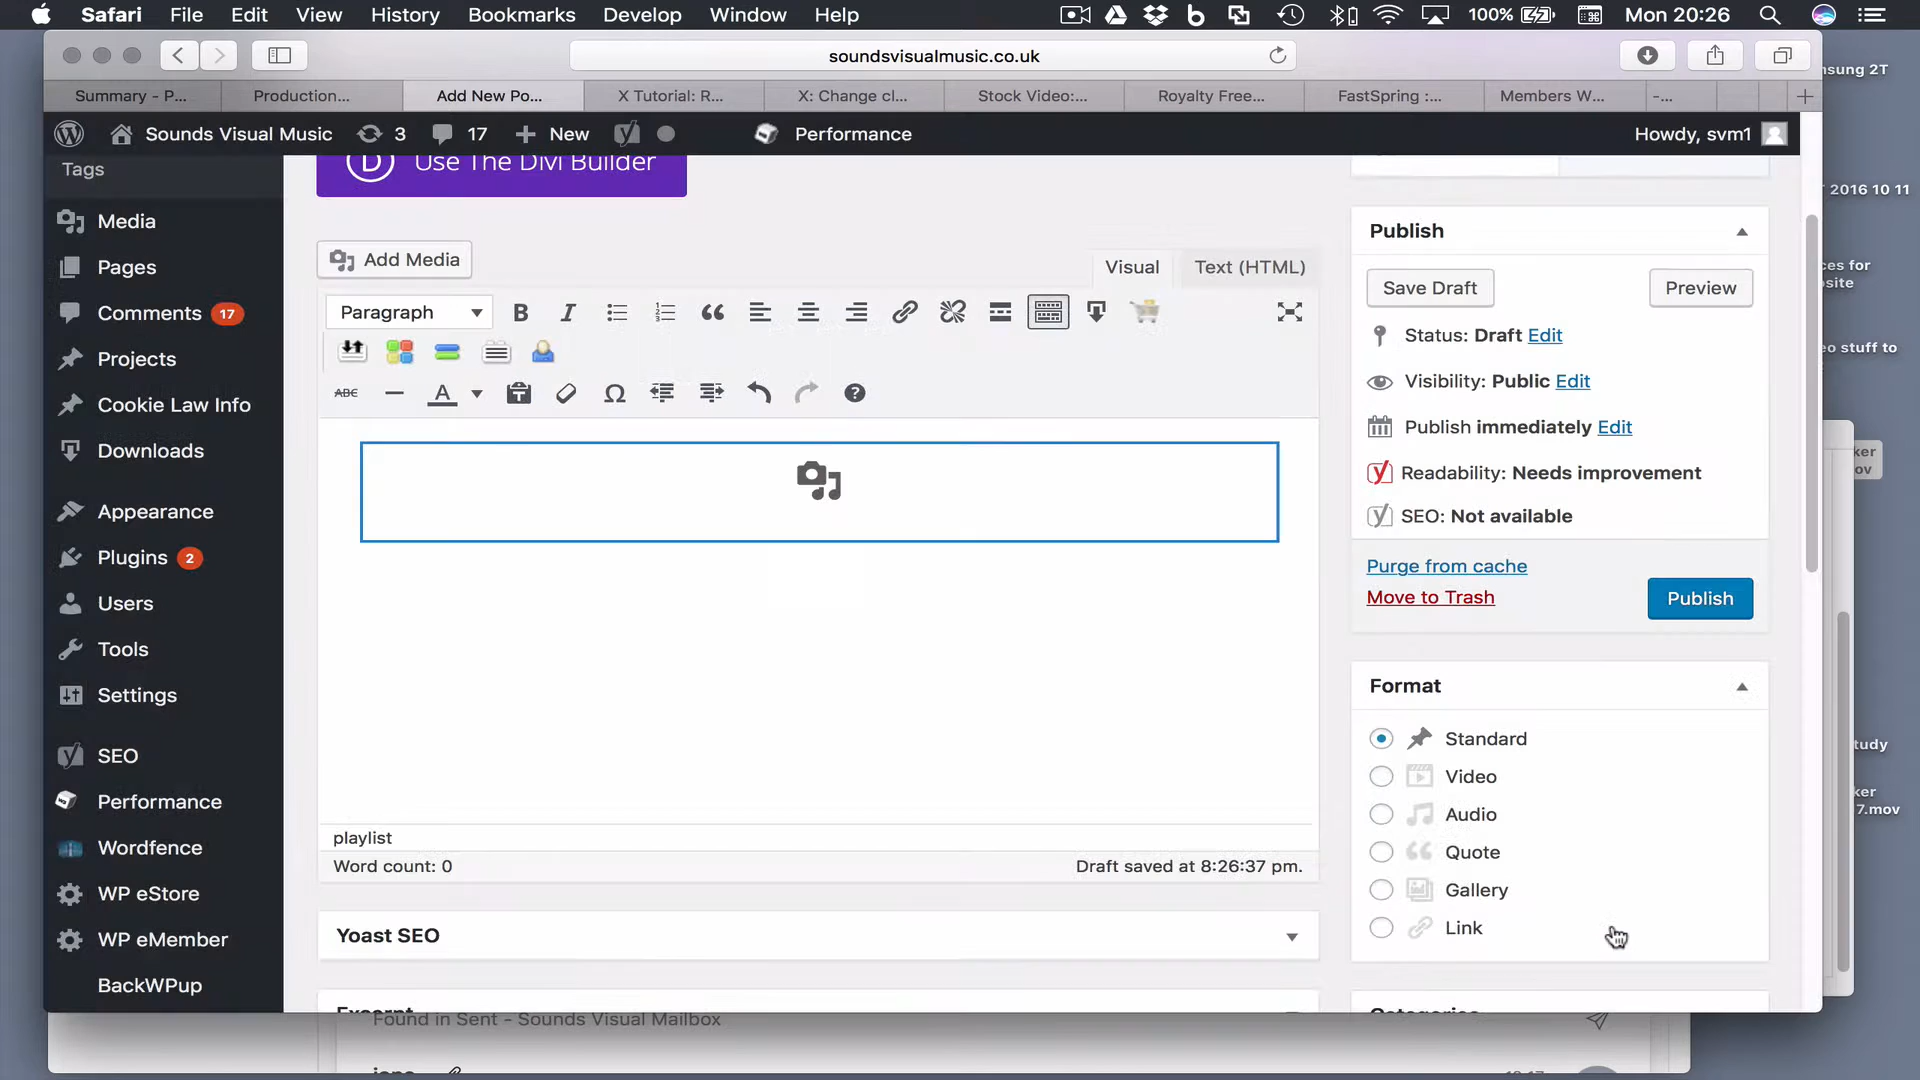 Safari File Edit View History Bookmarks Develop Window Help 100% Mon 20:26
soundsvisualmusic.co.uk
Summary - P... Production... Add New Po... X Tutorial: R... X: Change cl... Stock Video:... Royalty Free... FastSpring :... Members W... -...
Sounds Visual Music 3 17 New Performance Howdy, svm1
Tags
Media
Pages
Comments 17
Projects
Cookie Law Info
Downloads
Appearance
Plugins 2
Users
Tools
Settings
SEO
Performance
Wordfence
WP eStore
WP eMember
BackWPup
Use The Divi Builder
Add Media
Visual Text (HTML)
Paragraph
ABC
playlist
Word count: 0 Draft saved at 8:26:37 pm.
Yoast SEO
Excerpt
Publish
Save Draft Preview
Status: Draft Edit
Visibility: Public Edit
Publish immediately Edit
Readability: Needs improvement
SEO: Not available
Purge from cache
Move to Trash
Publish
Format
Standard
Video
Audio
Quote
Gallery
Link
Categories
Found in Sent - Sounds Visual Mailbox
2016 10 11